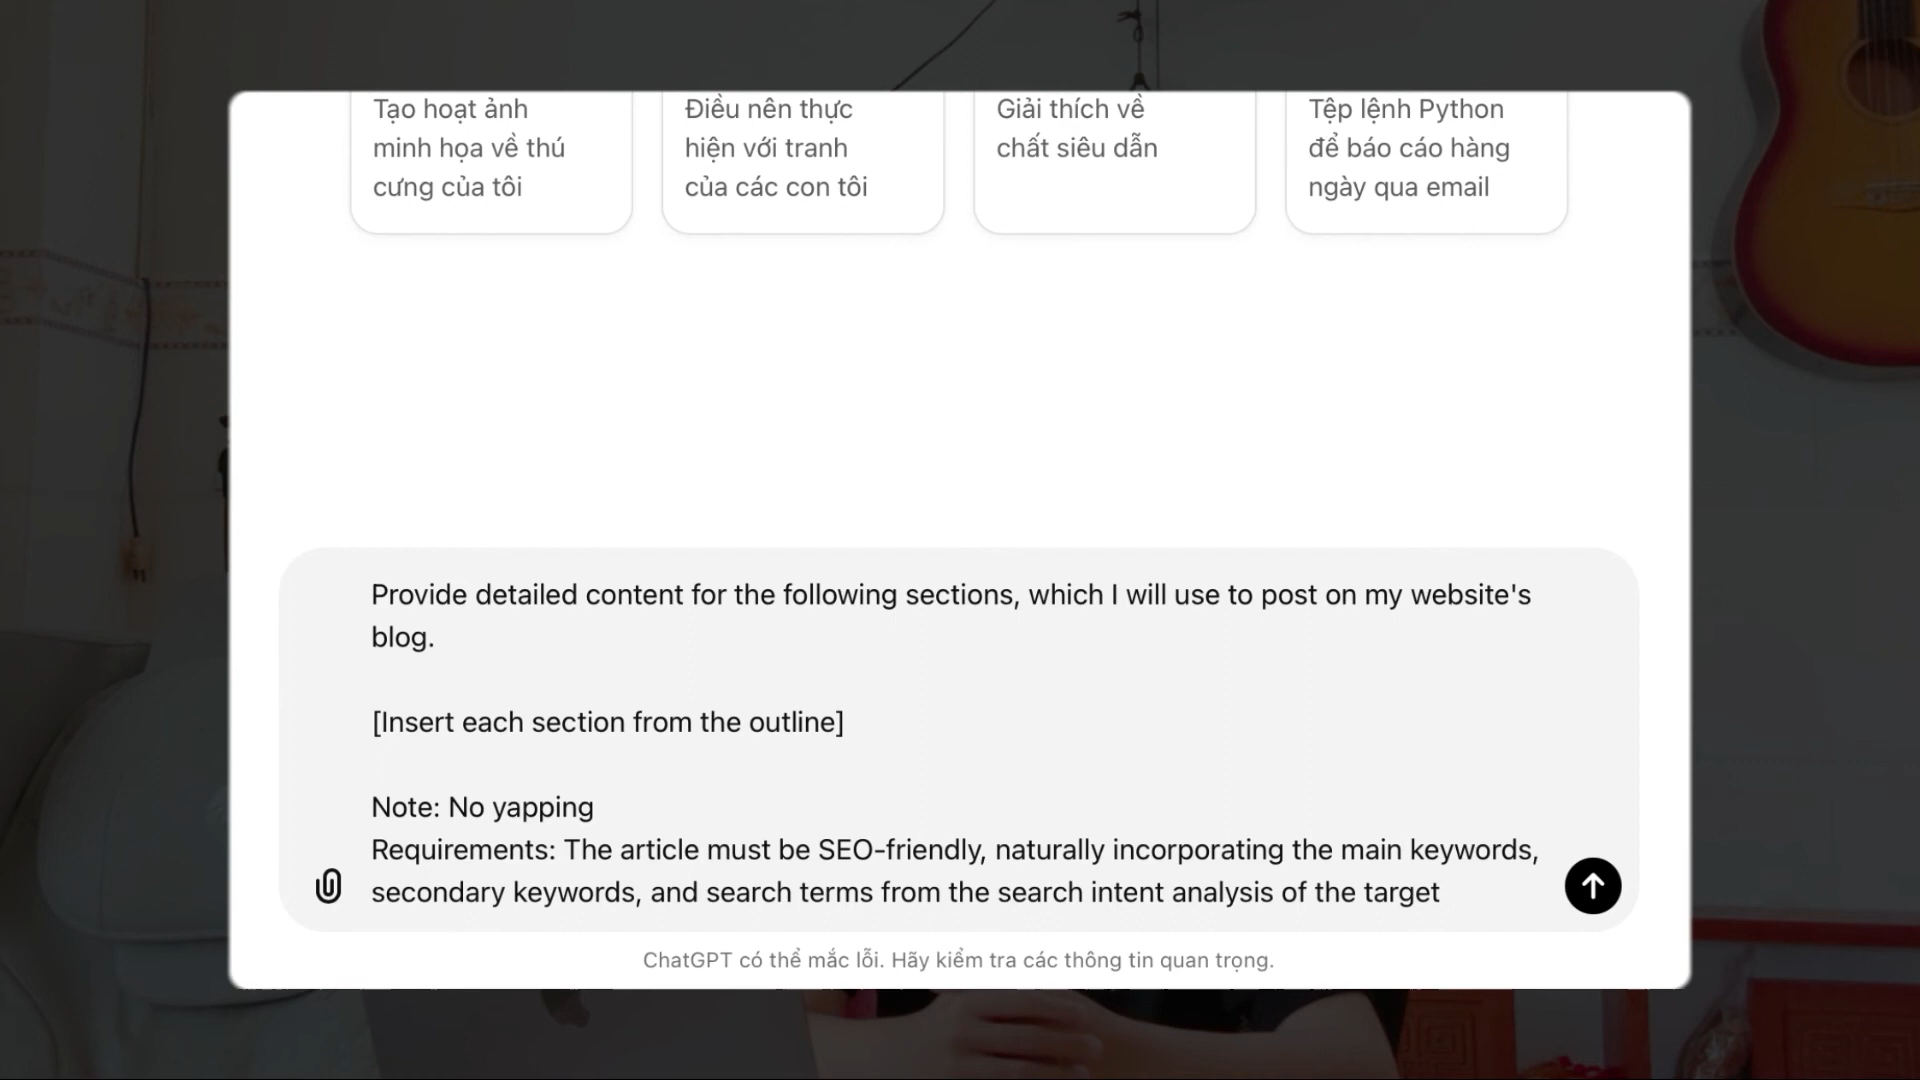 Tạo hoạt ảnh
minh họa về thú
cưng của tôi
Điều nên thực
hiện với tranh
của các con tôi
Giải thích về
chất siêu dẫn
Tệp lệnh Python
để báo cáo hàng
ngày qua email
Provide detailed content for the following sections, which I will use to post on my website's
blog.
[Insert each section from the outline]
Note: No yapping
Requirements: The article must be SEO-friendly, naturally incorporating the main keywords,
secondary keywords, and search terms from the search intent analysis of the target
ChatGPT có thể mắc lỗi. Hãy kiểm tra các thông tin quan trọng.